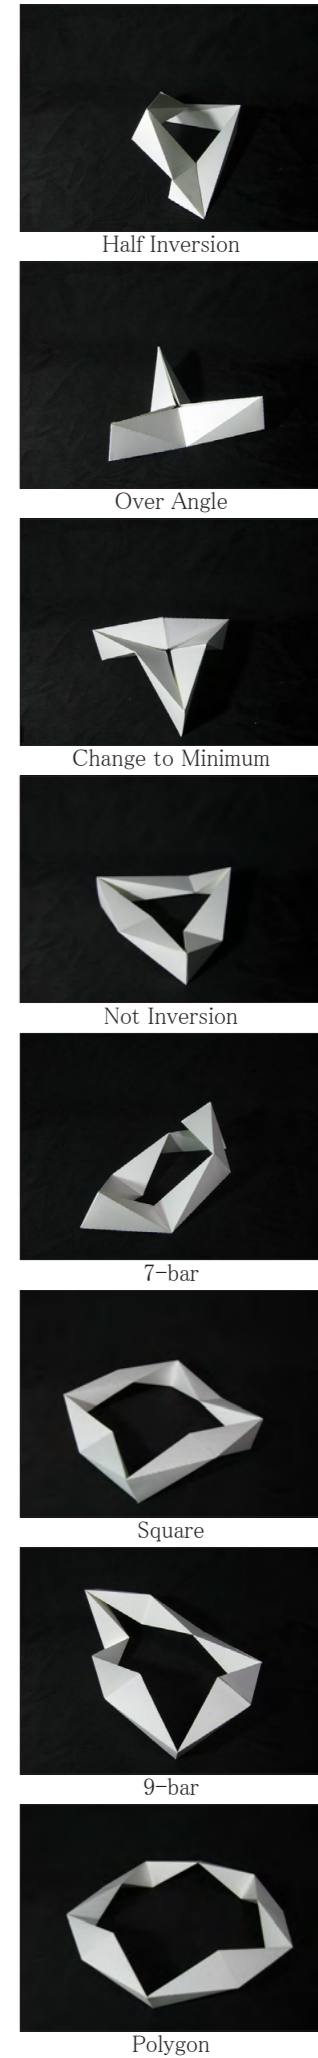 Half Inversion
Over Angle
Change to Minimum
Not Inversion
7-bar
Square
9-bar
Polygon